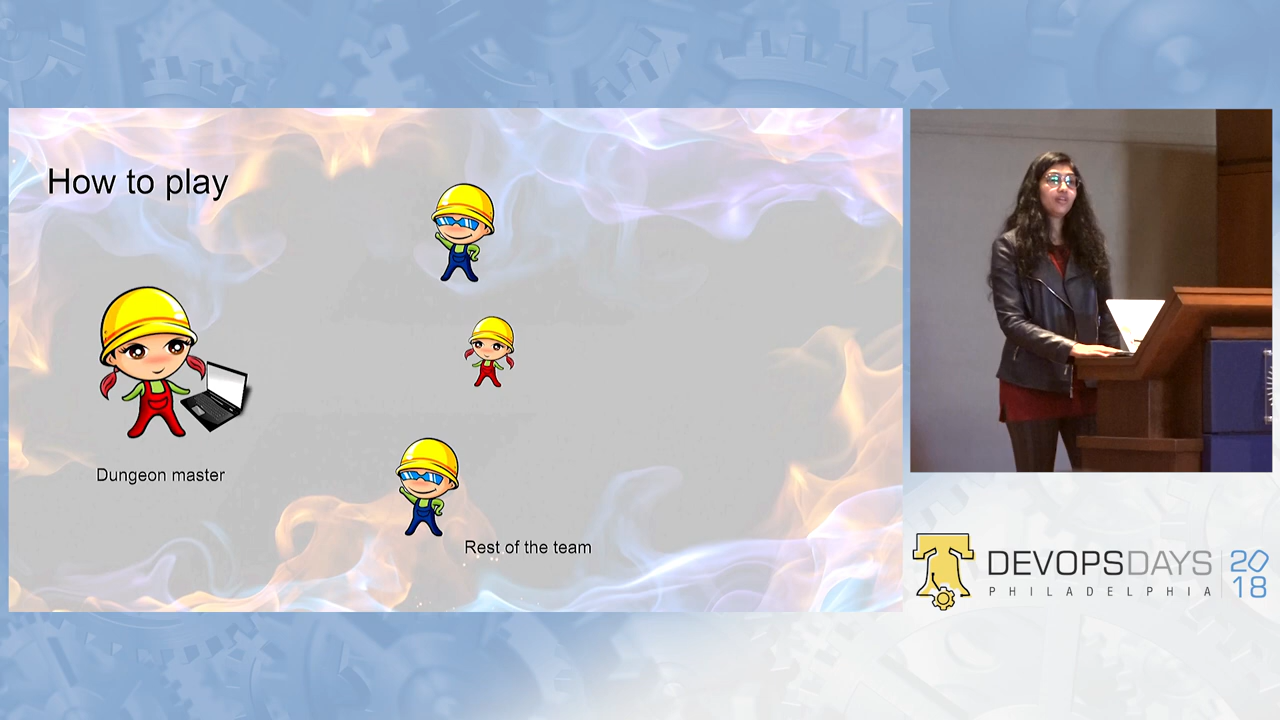 How to play
Dungeon master
Rest of the team
DEVOPSDAYS
PHILADELPHIA
20
18